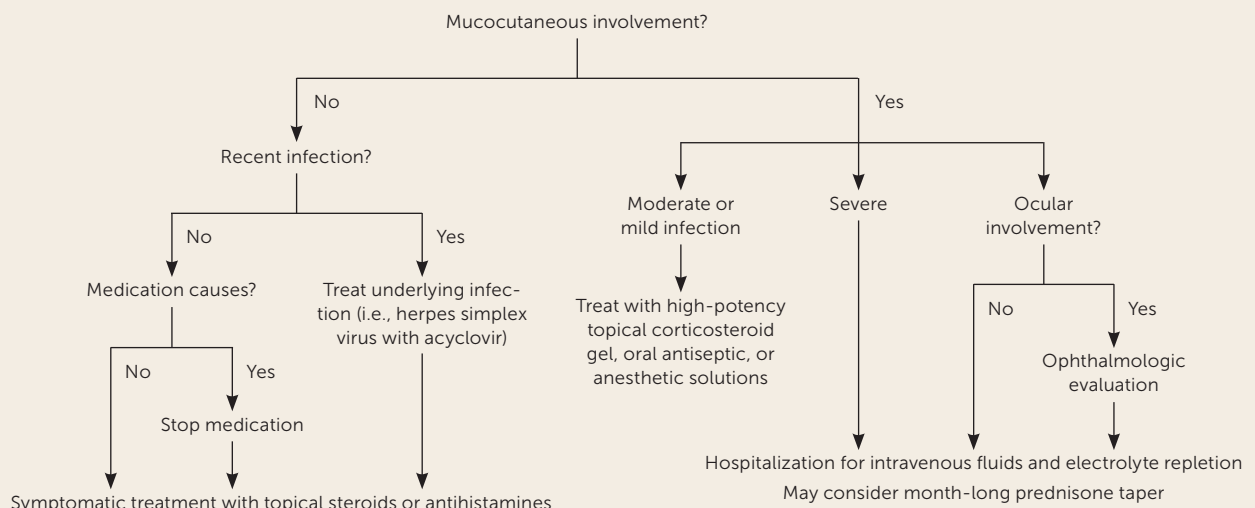 Mucocutaneous involvement?
No
Yes
Recent infection?
Moderate or
mild infection
Severe
Ocular
involvement?
No
Yes
Medication causes?
Treat underlying infec-
tion (i.e., herpes simplex
virus with acyclovir)
Treat with high-potency
topical corticosteroid
gel, oral antiseptic, or
anesthetic solutions
No
Yes
Ophthalmologic
evaluation
No
Yes
Stop medication
Hospitalization for intravenous fluids and electrolyte repletion
May consider month-long prednisone taper
Symptomatic treatment with topical steroids or antihistamines